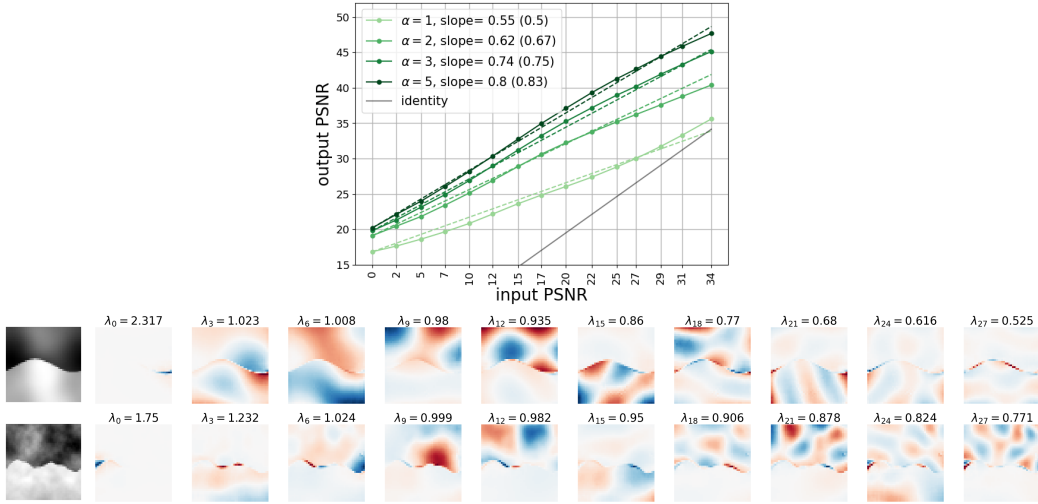 50
45
40
35
30
25
20
15
output PSNR
α = 1, slope= 0.55 (0.5)
α = 2, slope= 0.62 (0.67)
α = 3, slope= 0.74 (0.75)
α = 5, slope= 0.8 (0.83)
identity
0 2 5 7 10 12 15 17 20 22 25 27 29 31 34
input PSNR
λ0 = 2.317 λ3 = 1.023 λ6 = 1.008 λ9 = 0.98 λ12 = 0.935 λ15 = 0.86 λ18 = 0.77 λ21 = 0.68 λ24 = 0.616 λ27 = 0.525
λ0 = 1.75 λ3 = 1.232 λ6 = 1.024 λ9 = 0.999 λ12 = 0.982 λ15 = 0.95 λ18 = 0.906 λ21 = 0.878 λ24 = 0.824 λ27 = 0.771